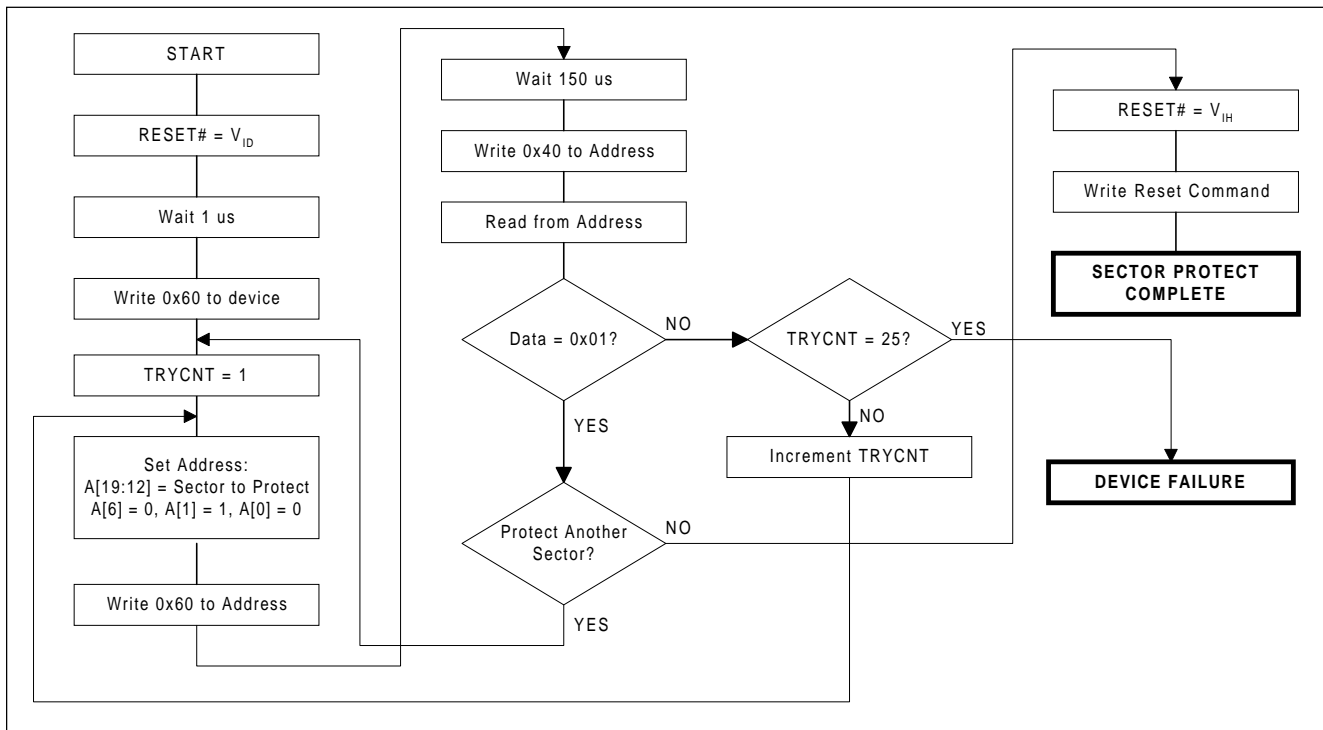 START
RESET# = VID
Wait 1 us
Write 0x60 to device
TRYCNT = 1
Set Address:
A[19:12] = Sector to Protect
A[6] = 0, A[1] = 1, A[0] = 0
Write 0x60 to Address
Wait 150 us
Write 0x40 to Address
Read from Address
Data = 0x01?
NO
YES
Protect Another
Sector?
NO
YES
TRYCNT = 25?
YES
NO
Increment TRYCNT
RESET# = VIH
Write Reset Command
SECTOR PROTECT
COMPLETE
DEVICE FAILURE